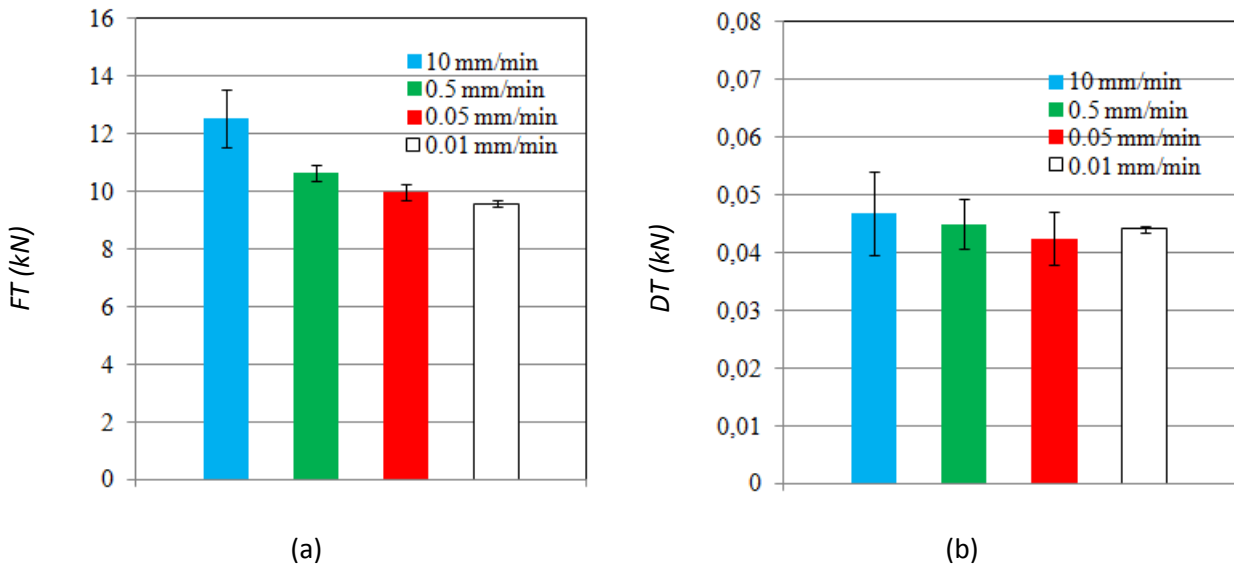 16
14
12
10
8
6
4
2
0
FT (kN)
10 mm/min
0.5 mm/min
0.05 mm/min
0.01 mm/min
(a)
0,08
0,07
0,06
0,05
0,04
0,03
0,02
0,01
0
DT (kN)
10 mm/min
0.5 mm/min
0.05 mm/min
0.01 mm/min
(b)